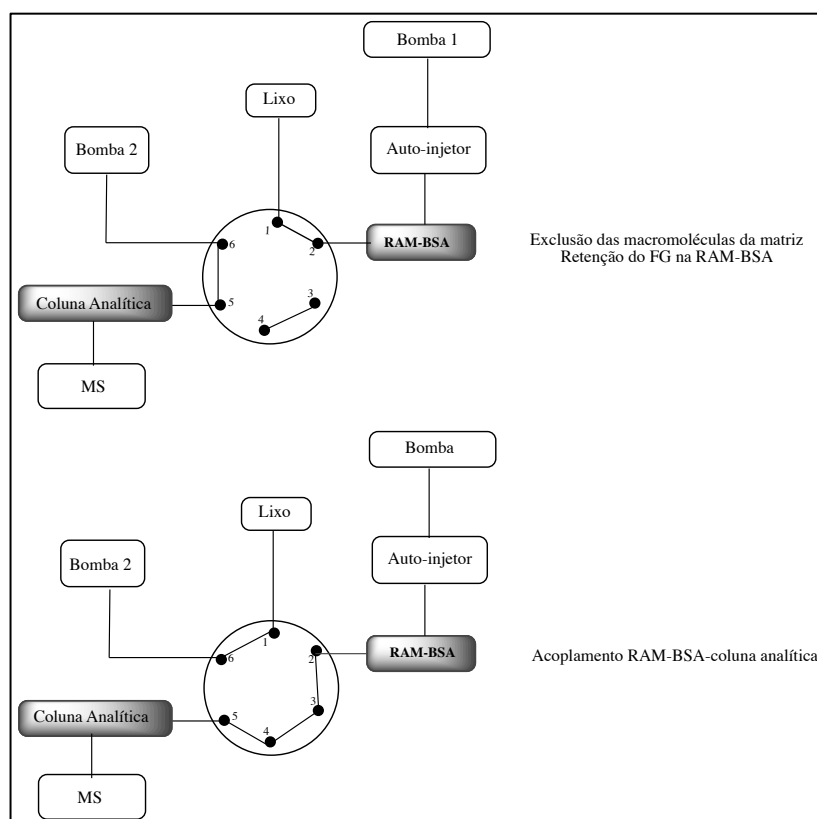 Bomba 1
Lixo
Bomba 2
Auto-injetor
1
2
RAM-BSA
6
Exclusão das macromoléculas da matriz
Retenção do FG na RAM-BSA
3
Coluna Analítica
5
4
MS
Bomba
Lixo
Bomba 2
Auto-injetor
1
2
RAM-BSA
6
Acoplamento RAM-BSA-coluna analítica
3
Coluna Analítica
5
4
MS